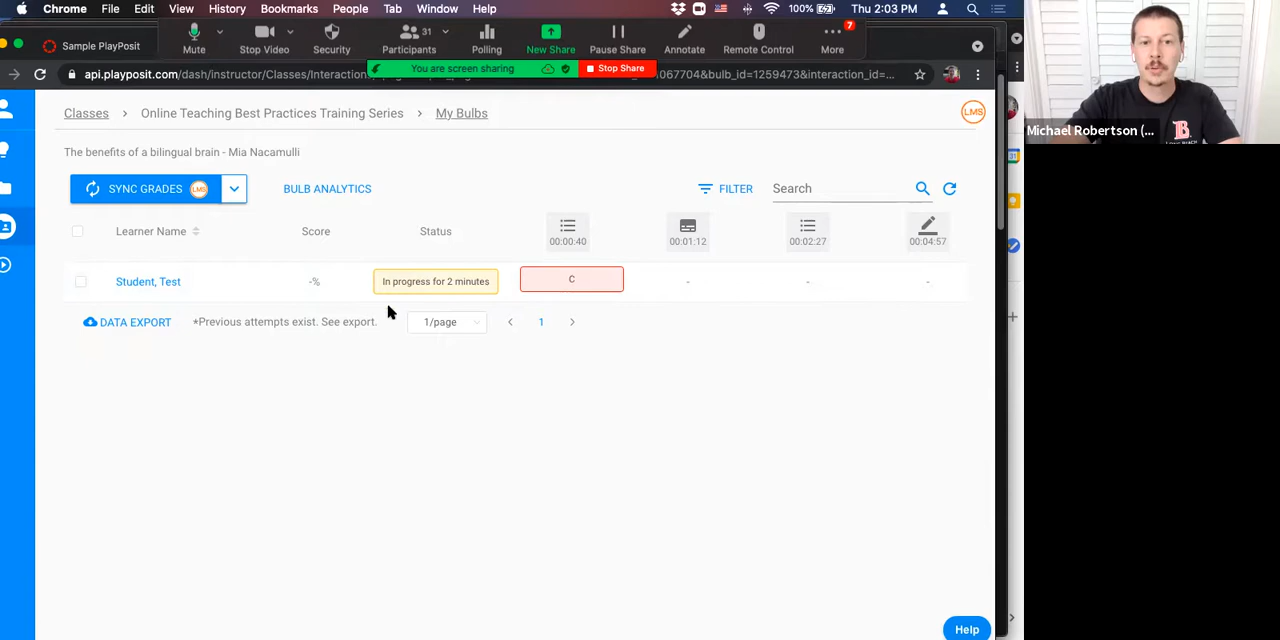 Chrome File Edit View History Bookmarks People Tab Window Help 100% Thu 2:03 PM
Sample PlayPosit
Mute Stop Video Security Participants 31 Polling New Share Pause Share Annotate Remote Control More 7
You are screen sharing Stop Share
api.playposit.com/dash/instructor/Classes/Interac 067704&bulb_id=1259473&interaction_id=...
Classes > Online Teaching Best Practices Training Series > My Bulbs
LMS
The benefits of a bilingual brain - Mia Nacamulli
SYNC GRADES LMS BULB ANALYTICS FILTER Search
Learner Name Score Status 00:00:40 00:01:12 00:02:27 00:04:57
Student, Test -% In progress for 2 minutes C - - -
DATA EXPORT *Previous attempts exist. See export. 1/page < 1 >
Help
Michael Robertson (...